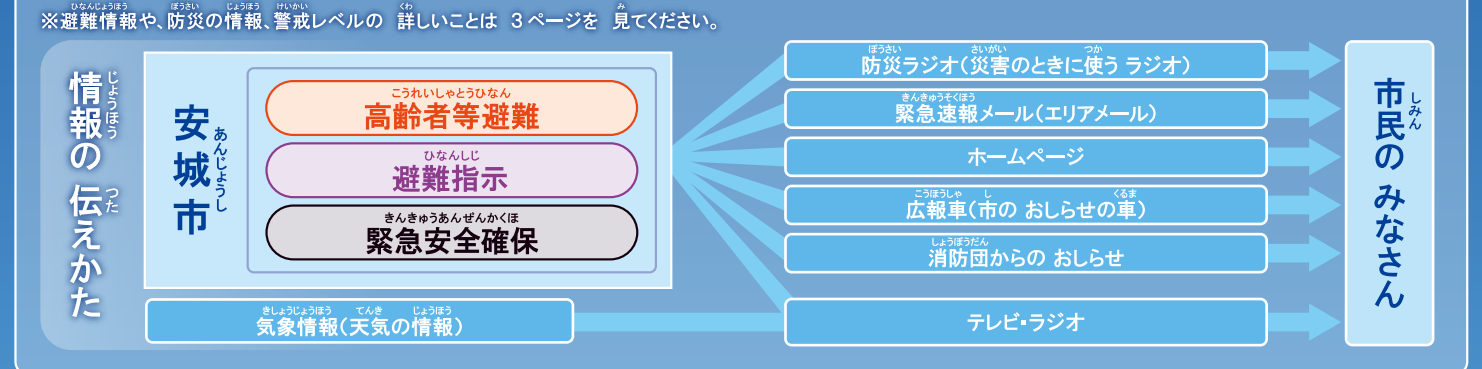 ※避難情報や、防災の情報、警戒レベルの 詳しいことは 3ページを 見てください。
情報の 伝えかた
安城市
高齢者等避難
避難指示
緊急安全確保
気象情報(天気の情報)
防災ラジオ(災害のときに使う ラジオ)
緊急速報メール(エリアメール)
ホームページ
広報車(市の おしらせの車)
消防団からの おしらせ
テレビ・ラジオ
市民の みなさん